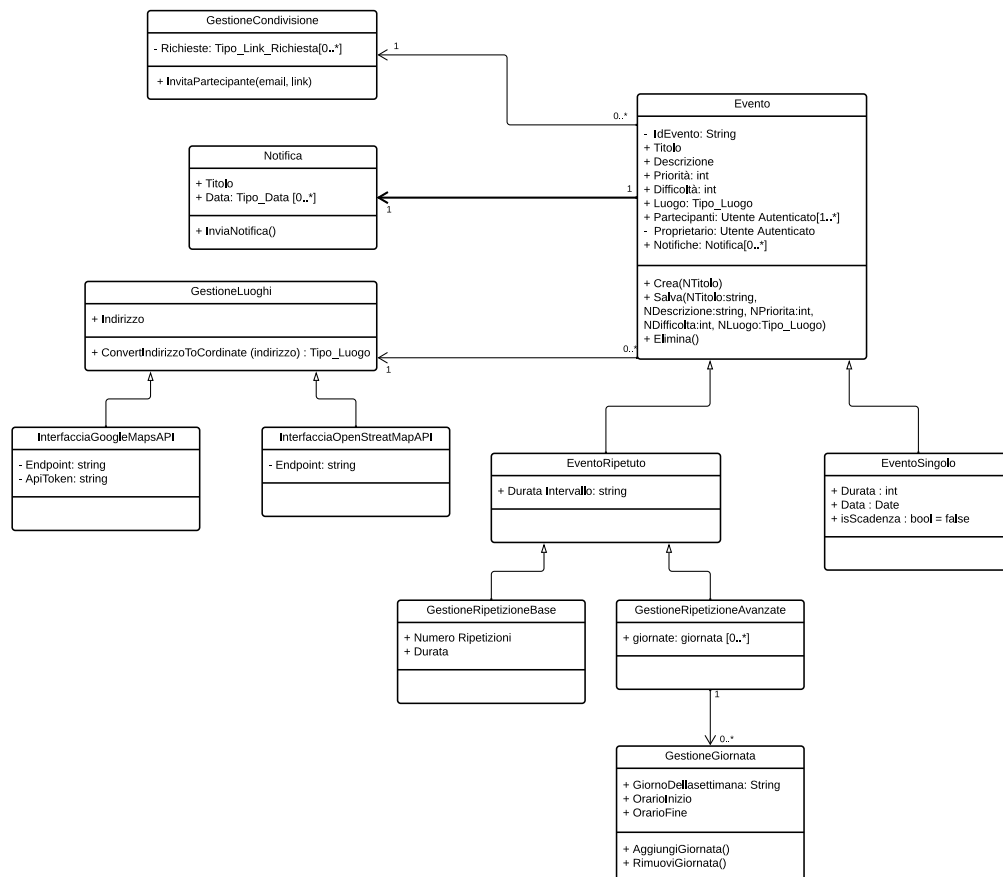 GestioneCondivisione
- Richieste: Tipo_Link_Richiesta[0..*]
+ InvitaPartecipante(email, link)
1
0..*
Evento
- IdEvento: String
+ Titolo
+ Descrizione
+ Priorità: int
+ Difficoltà: int
+ Luogo: Tipo_Luogo
+ Partecipanti: Utente Autenticato[1..*]
- Proprietario: Utente Autenticato
+ Notifiche: Notifica[0..*]
+ Crea(NTitolo)
+ Salva(NTitolo:string,
NDescrizione:string, NPriorita:int,
NDifficolta:int, NLuogo:Tipo_Luogo)
+ Elimina()
Notifica
+ Titolo
+ Data: Tipo_Data [0..*]
+ InviaNotifica()
1
1
GestioneLuoghi
+ Indirizzo
+ ConvertIndirizzoToCordinate (indirizzo) : Tipo_Luogo
1
0..*
InterfacciaGoogleMapsAPI
- Endpoint: string
- ApiToken: string
InterfacciaOpenStreatMapAPI
- Endpoint: string
EventoRipetuto
+ Durata Intervallo: string
EventoSingolo
+ Durata : int
+ Data : Date
+ isScadenza : bool = false
GestioneRipetizioneBase
+ Numero Ripetizioni
+ Durata
GestioneRipetizioneAvanzate
+ giornate: giornata [0..*]
1
0..*
GestioneGiornata
+ GiornoDellasettimana: String
+ OrarioInizio
+ OrarioFine
+ AggiungiGiornata()
+ RimuoviGiornata()